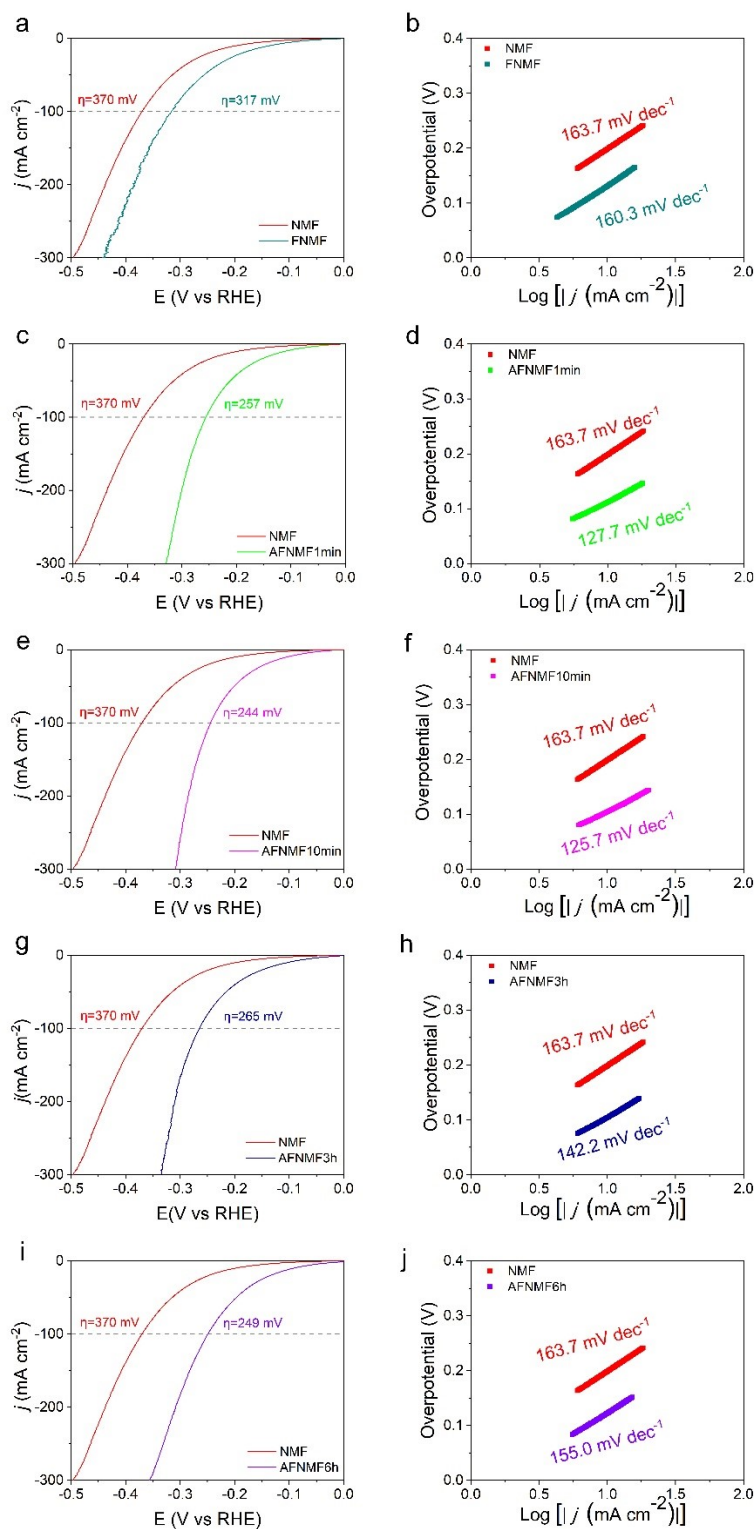 a
0
-100
-200
-300
j (mA cm⁻²)
η=370 mV
η=317 mV
NMF
FNMF
-0.5
-0.4
-0.3
-0.2
-0.1
0.0
E (V vs RHE)
b
0.4
0.3
0.2
0.1
0.0
Overpotential (V)
NMF
FNMF
163.7 mV dec⁻¹
160.3 mV dec⁻¹
0.0
0.5
1.0
1.5
2.0
Log [| j (mA cm⁻²)|]
c
0
-100
-200
-300
j (mA cm⁻²)
η=370 mV
η=257 mV
NMF
AFNMF1min
-0.5
-0.4
-0.3
-0.2
-0.1
0.0
E (V vs RHE)
d
0.4
0.3
0.2
0.1
0.0
Overpotential (V)
NMF
AFNMF1min
163.7 mV dec⁻¹
127.7 mV dec⁻¹
0.0
0.5
1.0
1.5
2.0
Log [| j (mA cm⁻²)|]
e
0
-100
-200
-300
j (mA cm⁻²)
η=370 mV
η=244 mV
NMF
AFNMF10min
-0.5
-0.4
-0.3
-0.2
-0.1
0.0
E (V vs RHE)
f
0.4
0.3
0.2
0.1
0.0
Overpotential (V)
NMF
AFNMF10min
163.7 mV dec⁻¹
125.7 mV dec⁻¹
0.0
0.5
1.0
1.5
2.0
Log [| j (mA cm⁻²)|]
g
0
-100
-200
-300
j(mA cm⁻²)
η=370 mV
η=265 mV
NMF
AFNMF3h
-0.5
-0.4
-0.3
-0.2
-0.1
0.0
E(V vs RHE)
h
0.4
0.3
0.2
0.1
0.0
Overpotential (V)
NMF
AFNMF3h
163.7 mV dec⁻¹
142.2 mV dec⁻¹
0.0
0.5
1.0
1.5
2.0
Log [| j (mA cm⁻²)|]
i
0
-100
-200
-300
j (mA cm⁻²)
η=370 mV
η=249 mV
NMF
AFNMF6h
-0.5
-0.4
-0.3
-0.2
-0.1
0.0
E (V vs RHE)
j
0.4
0.3
0.2
0.1
0.0
Overpotential (V)
NMF
AFNMF6h
163.7 mV dec⁻¹
155.0 mV dec⁻¹
0.0
0.5
1.0
1.5
2.0
Log [| j (mA cm⁻²)|]